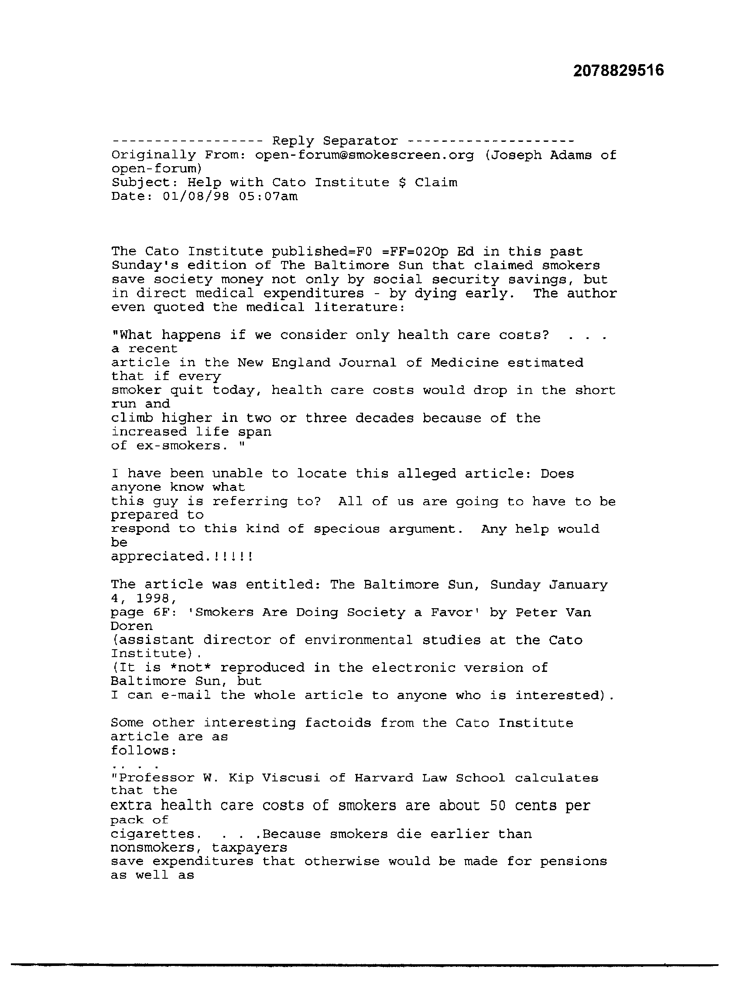 2078829516
------------------ Reply Separator --------------------
Originally From: open-forum@smokescreen.org (Joseph Adams of
open-forum)
Subject: Help with Cato Institute $ Claim
Date: 01/08/98 05:07am
The Cato Institute published=F0 =FF=02Op Ed in this past
Sunday's edition of The Baltimore Sun that claimed smokers
save society money not only by social security savings, but
in direct medical expenditures - by dying early.  The author
even quoted the medical literature:
"What happens if we consider only health care costs?  . . .
a recent
article in the New England Journal of Medicine estimated
that if every
smoker quit today, health care costs would drop in the short
run and
climb higher in two or three decades because of the
increased life span
of ex-smokers. "
I have been unable to locate this alleged article: Does
anyone know what
this guy is referring to?  All of us are going to have to be
prepared to
respond to this kind of specious argument.  Any help would
be
appreciated.!!!!!
The article was entitled: The Baltimore Sun, Sunday January
4, 1998,
page 6F: 'Smokers Are Doing Society a Favor' by Peter Van
Doren
(assistant director of environmental studies at the Cato
Institute).
(It is *not* reproduced in the electronic version of
Baltimore Sun, but
I can e-mail the whole article to anyone who is interested).
Some other interesting factoids from the Cato Institute
article are as
follows:
.. . .
"Professor W. Kip Viscusi of Harvard Law School calculates
that the
extra health care costs of smokers are about 50 cents per
pack of
cigarettes.  . . .Because smokers die earlier than
nonsmokers, taxpayers
save expenditures that otherwise would be made for pensions
as well as